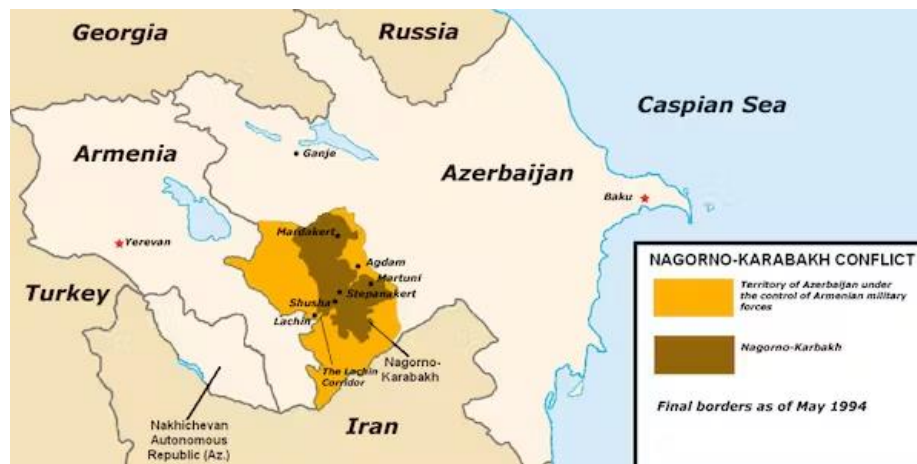 Georgia
Russia
Caspian Sea
Armenia
Ganje
Azerbaijan
Baku
Mardakert
Yerevan
Agdam
Martuni
Turkey
Stepanakert
Shusha
Lachin
The Lachin
Corridor
Nagorno-
Karabakh
Nakhichevan
Autonomous
Republic (Az.)
Iran
NAGORNO-KARABAKH CONFLICT
Territory of Azerbaijan under
the control of Armenian military
forces
Nagorno-Karbakh
Final borders as of May 1994